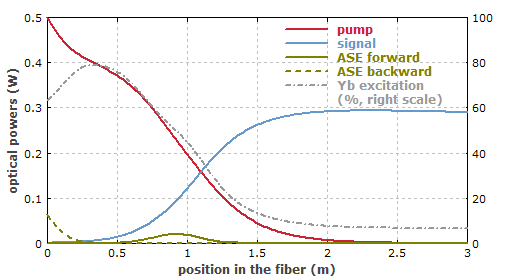 0.5
100
pump
signal
ASE forward
ASE backward
Yb excitation
(%, right scale)
0.4
80
0.3
60
0.2
40
0.1
20
0
0
optical powers (W)
0
0.5
1
1.5
2
2.5
3
position in the fiber (m)